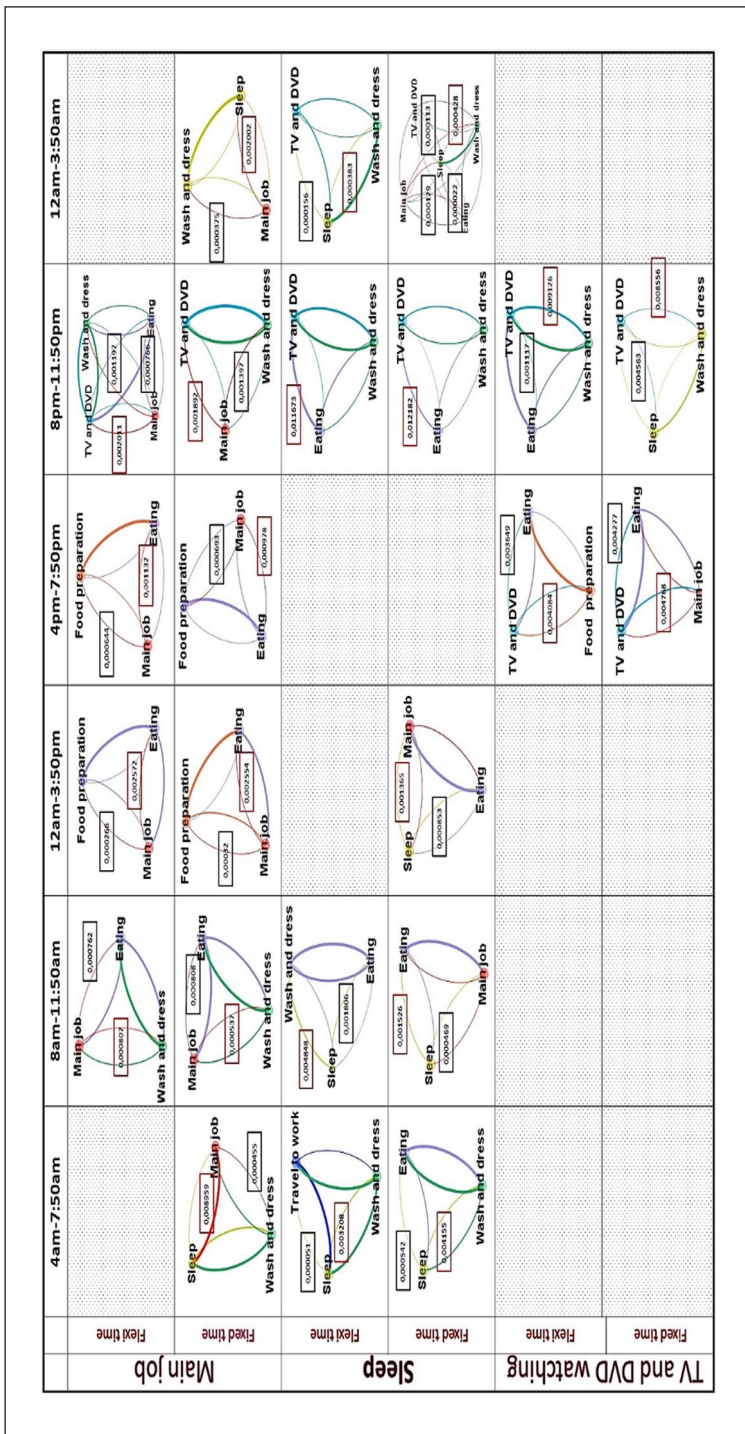 4am-7:50am
8am-11:50am
12am-3:50pm
4pm-7:50pm
8pm-11:50pm
12am-3:50am
Main job
Flexi time
Main job
0,000762
Eating
0,000807
Wash and dress
Food preparation
0,000266
0,002572
Main job
Eating
Food preparation
0,000644
0,001132
Main job
Eating
TV and DVD
Wash and dress
0,002011
0,001192
0,000766
Main job
Eating
Fixed time
Sleep
0,008959
Main job
0,000455
Wash and dress
Main job
0,000808
Eating
0,000537
Wash and dress
Food preparation
0,00032
0,002554
Main job
Eating
Food preparation
0,000693
Main job
0,000978
Eating
0,001892
TV and DVD
Main job
0,001397
Wash and dress
Wash and dress
0,000375
Sleep
0,002002
Main job
Sleep
Flexi time
0,000051
Travel to work
Sleep
0,003208
Wash and dress
0,004848
Wash and dress
Sleep
0,001806
Eating
0,011673
TV and DVD
Eating
Wash and dress
0,000156
TV and DVD
Sleep
0,000383
Wash and dress
Fixed time
0,000542
Eating
Sleep
0,004155
Wash and dress
0,001526
Eating
Sleep
0,000469
Main job
Sleep
0,001365
Main job
0,000853
Eating
0,012182
TV and DVD
Eating
Wash and dress
Main job
TV and DVD
0,000129
0,000113
Sleep
0,000022
0,000428
Eating
Wash and dress
TV and DVD watching
Flexi time
TV and DVD
0,003649
Eating
0,004084
Food preparation
TV and DVD
Eating
0,001117
0,009126
Wash and dress
Fixed time
TV and DVD
0,004277
Eating
0,004768
Main job
TV and DVD
Sleep
0,004563
0,008556
Wash and dress